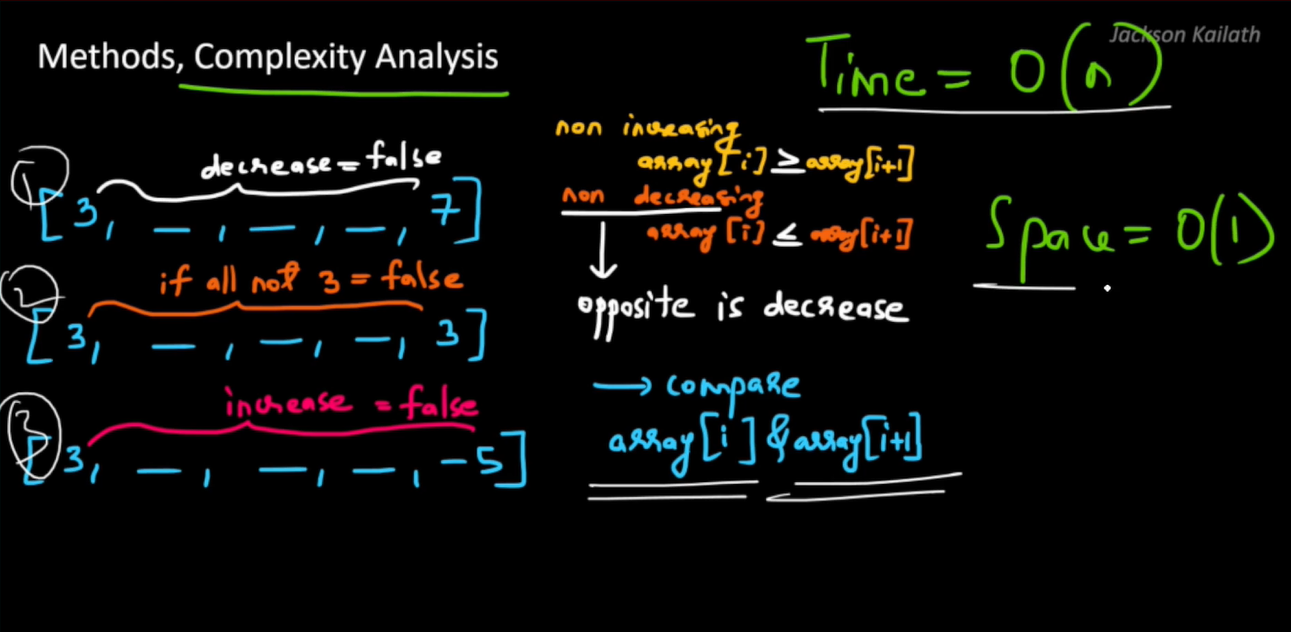 Jackson Kailath
Methods, Complexity Analysis
Time = O(n)
1
decrease = false
[3, _, _, _, 7]
2
if all not 3 = false
[3, _, _, _, 3]
3
increase = false
[3, _, _, _, -5]
non increasing
array[i] ≥ array[i+1]
non decreasing
array[i] ≤ array[i+1]
↓
opposite is decrease
→ compare
array[i] & array[i+1]
Space = O(1)